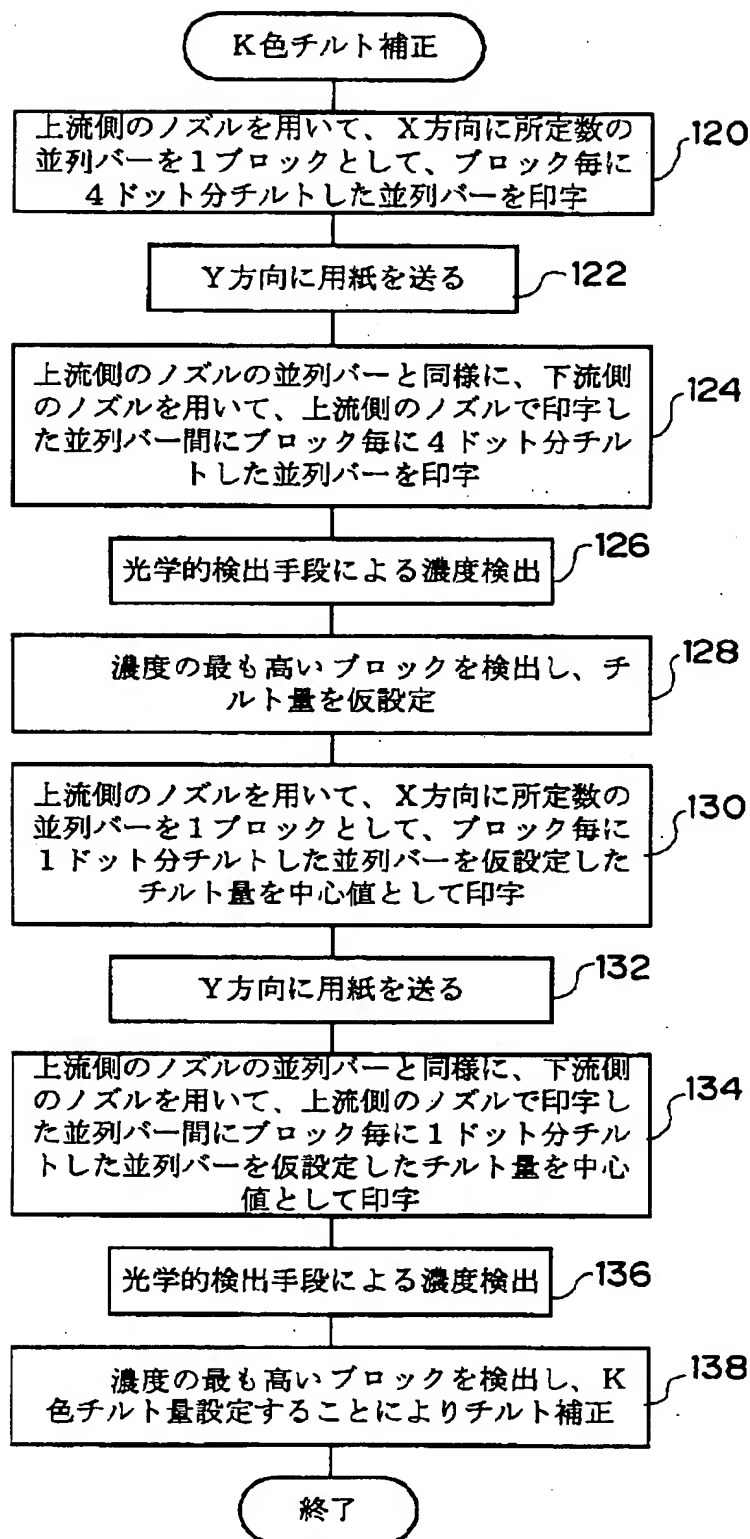 K色チルト補正
上流側のノズルを用いて、X方向に所定数の
並列バーを1ブロックとして、ブロック毎に
4ドット分チルトした並列バーを印字
120
Y方向に用紙を送る
122
上流側のノズルの並列バーと同様に、下流側
のノズルを用いて、上流側のノズルで印字し
た並列バー間にブロック毎に4ドット分チル
トした並列バーを印字
124
光学的検出手段による濃度検出
126
濃度の最も高いブロックを検出し、チ
ルト量を仮設定
128
上流側のノズルを用いて、X方向に所定数の
並列バーを1ブロックとして、ブロック毎に
1ドット分チルトした並列バーを仮設定した
チルト量を中心値として印字
130
Y方向に用紙を送る
132
上流側のノズルの並列バーと同様に、下流側
のノズルを用いて、上流側のノズルで印字し
た並列バー間にブロック毎に1ドット分チル
トした並列バーを仮設定したチルト量を中心
値として印字
134
光学的検出手段による濃度検出
136
濃度の最も高いブロックを検出し、K
色チルト量設定することによりチルト補正
138
終了